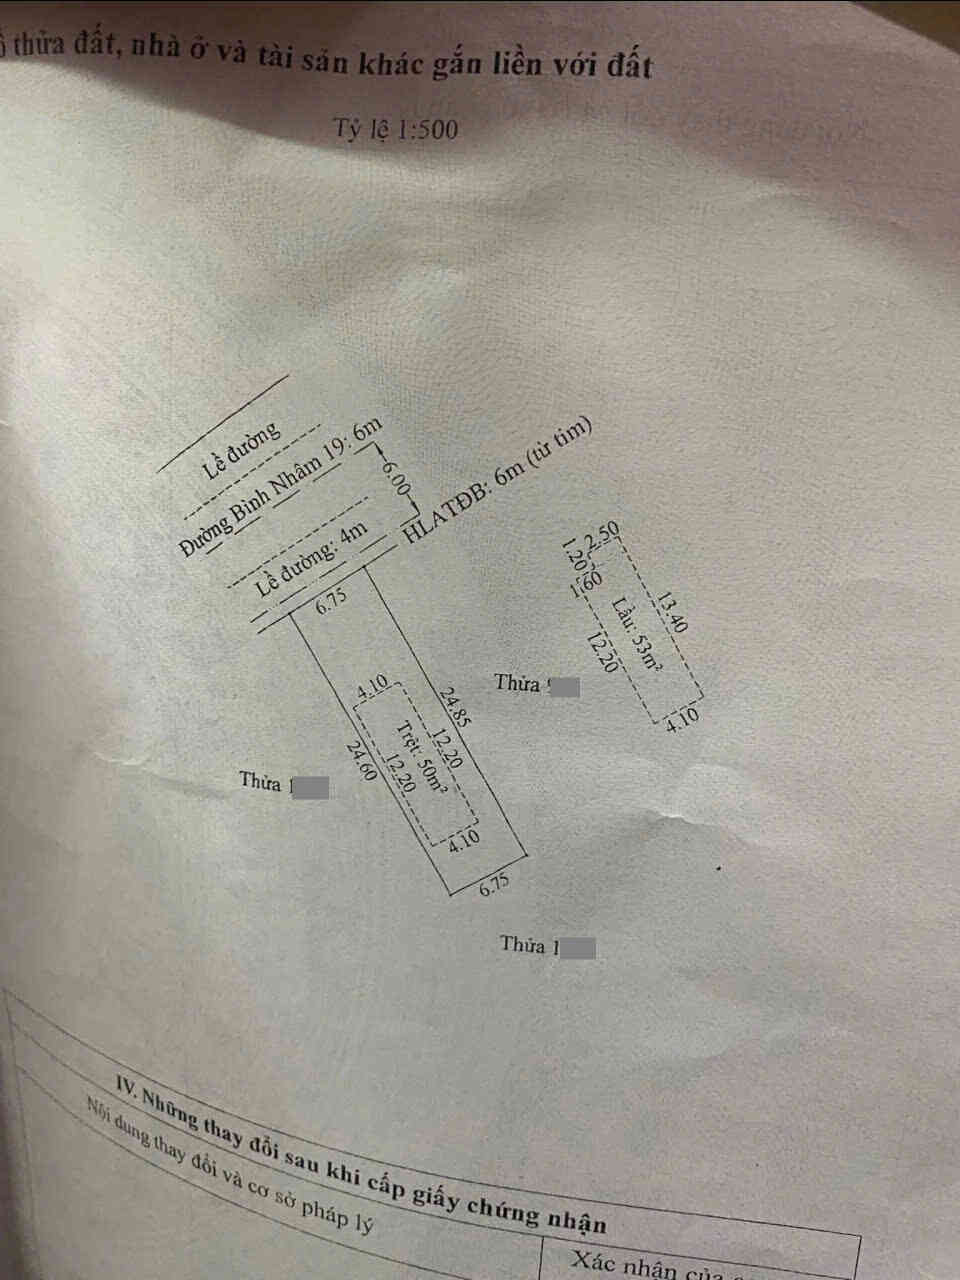 thửa đất, nhà ở và tài sản khác gắn liền với đất
Tỷ lệ 1:500
Lề đường
Đường Bình Nhâm 19: 6m
6.00
Lề đường: 4m
HLATĐB: 6m (từ tim)
6.75
2.50
1.20
1.60
13.40
Lầu: 53m²
12.20
4.10
Thửa
4.10
24.85
12.20
Trệt: 50m²
12.20
24.60
4.10
6.75
Thửa 1
Thửa 1
IV. Những thay đổi sau khi cấp giấy chứng nhận
Nội dung thay đổi và cơ sở pháp lý
Xác nhận của